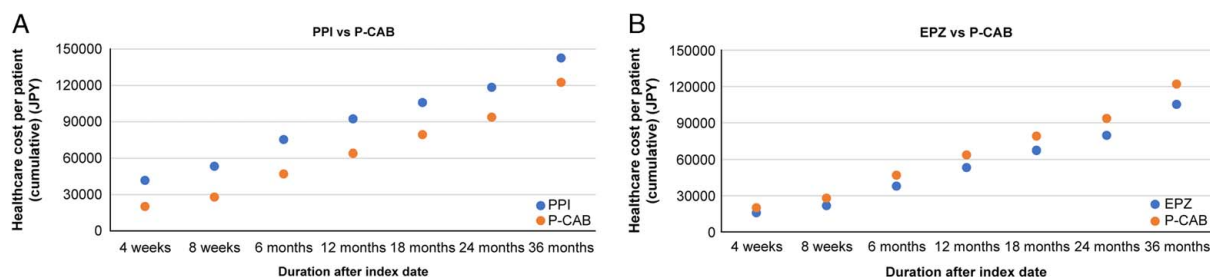 A
PPI vs P-CAB
Healthcare cost per patient
(cumulative) (JPY)
150000
120000
90000
60000
30000
0
PPI
P-CAB
4 weeks 8 weeks 6 months 12 months 18 months 24 months 36 months
Duration after index date
B
EPZ vs P-CAB
Healthcare cost per patient
(cumulative) (JPY)
150000
120000
90000
60000
30000
0
EPZ
P-CAB
4 weeks 8 weeks 6 months 12 months 18 months 24 months 36 months
Duration after index date